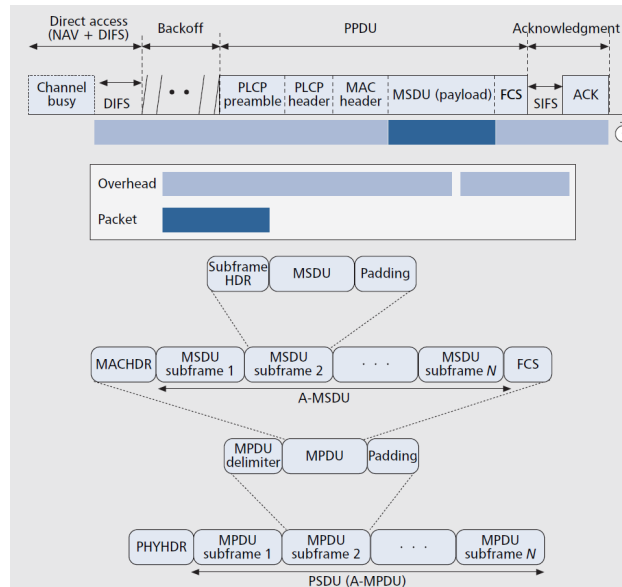 Direct access
(NAV + DIFS)
Backoff
PPDU
Acknowledgment
Channel
busy
DIFS
• •
PLCP
preamble
PLCP
header
MAC
header
MSDU (payload)
FCS
SIFS
ACK
Overhead
Packet
Subframe
HDR
MSDU
Padding
MACHDR
MSDU
subframe 1
MSDU
subframe 2
. . .
MSDU
subframe N
FCS
A-MSDU
MPDU
delimiter
MPDU
Padding
PHYHDR
MPDU
subframe 1
MPDU
subframe 2
. . .
MPDU
subframe N
PSDU (A-MPDU)